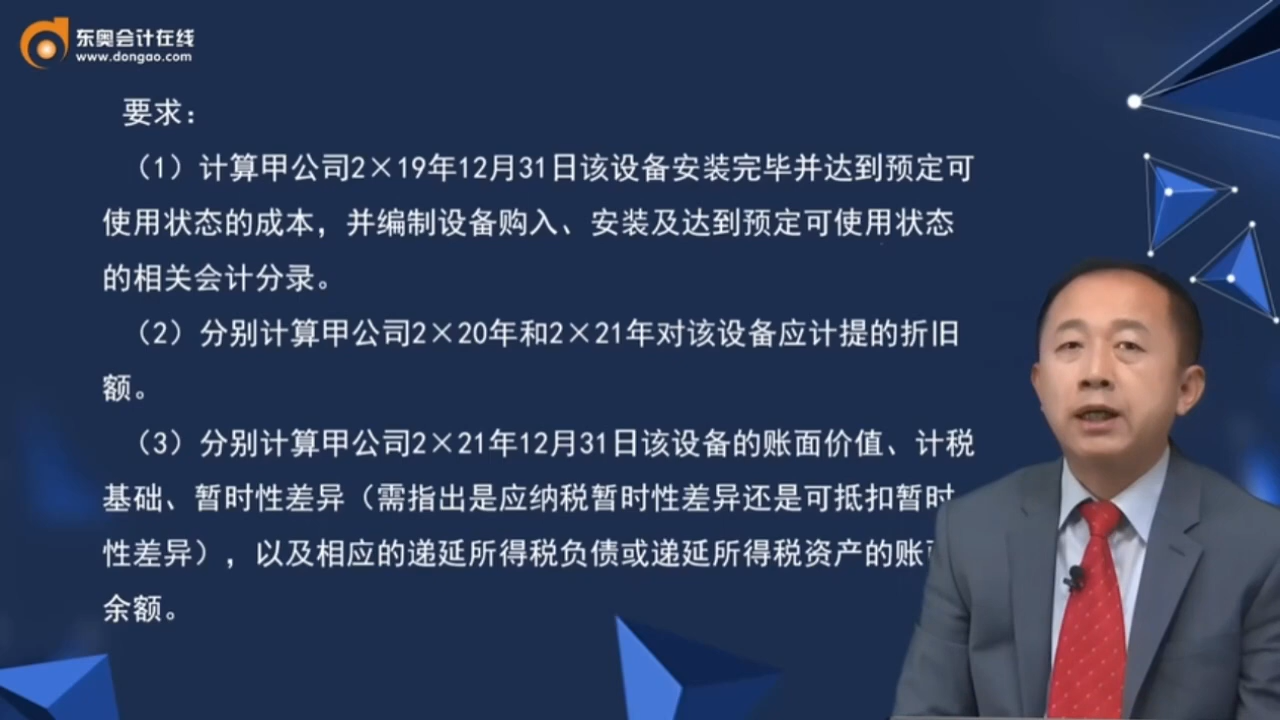 东奥会计在线
www.dongao.com
要求：
（1）计算甲公司2×19年12月31日该设备安装完毕并达到预定可
使用状态的成本，并编制设备购入、安装及达到预定可使用状态
的相关会计分录。
（2）分别计算甲公司2×20年和2×21年对该设备应计提的折旧
额。
（3）分别计算甲公司2×21年12月31日该设备的账面价值、计税
基础、暂时性差异（需指出是应纳税暂时性差异还是可抵扣暂时
性差异），以及相应的递延所得税负债或递延所得税资产的账
余额。